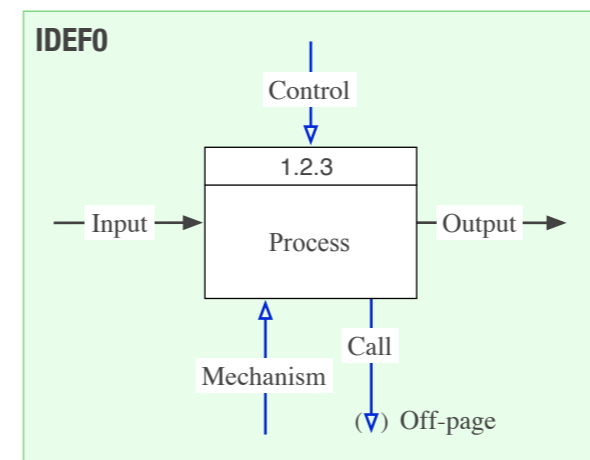 IDEF0
Control
1.2.3
Input
Process
Output
Call
Mechanism
( ) Off-page